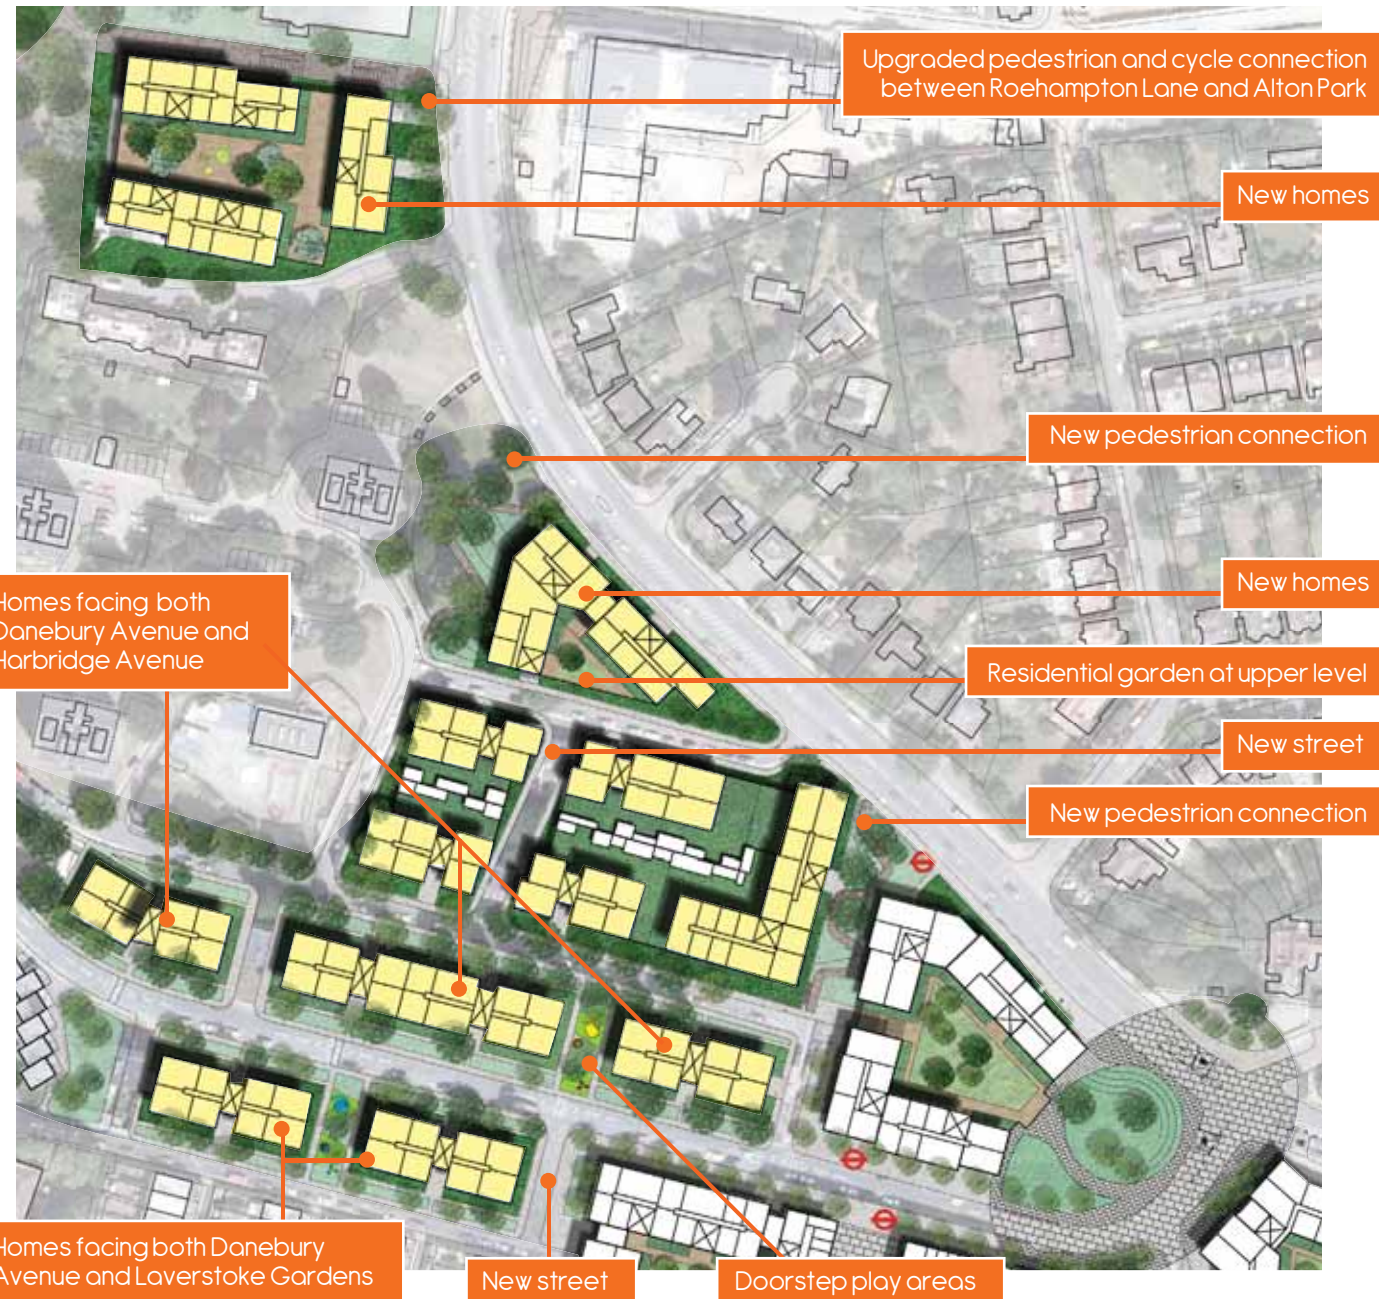 Upgraded pedestrian and cycle connection
between Roehampton Lane and Alton Park
New homes
New pedestrian connection
New homes
Homes facing both
Danebury Avenue and
Harbridge Avenue
Residential garden at upper level
New street
New pedestrian connection
Homes facing both Danebury
Avenue and Laverstoke Gardens
New street
Doorstep play areas